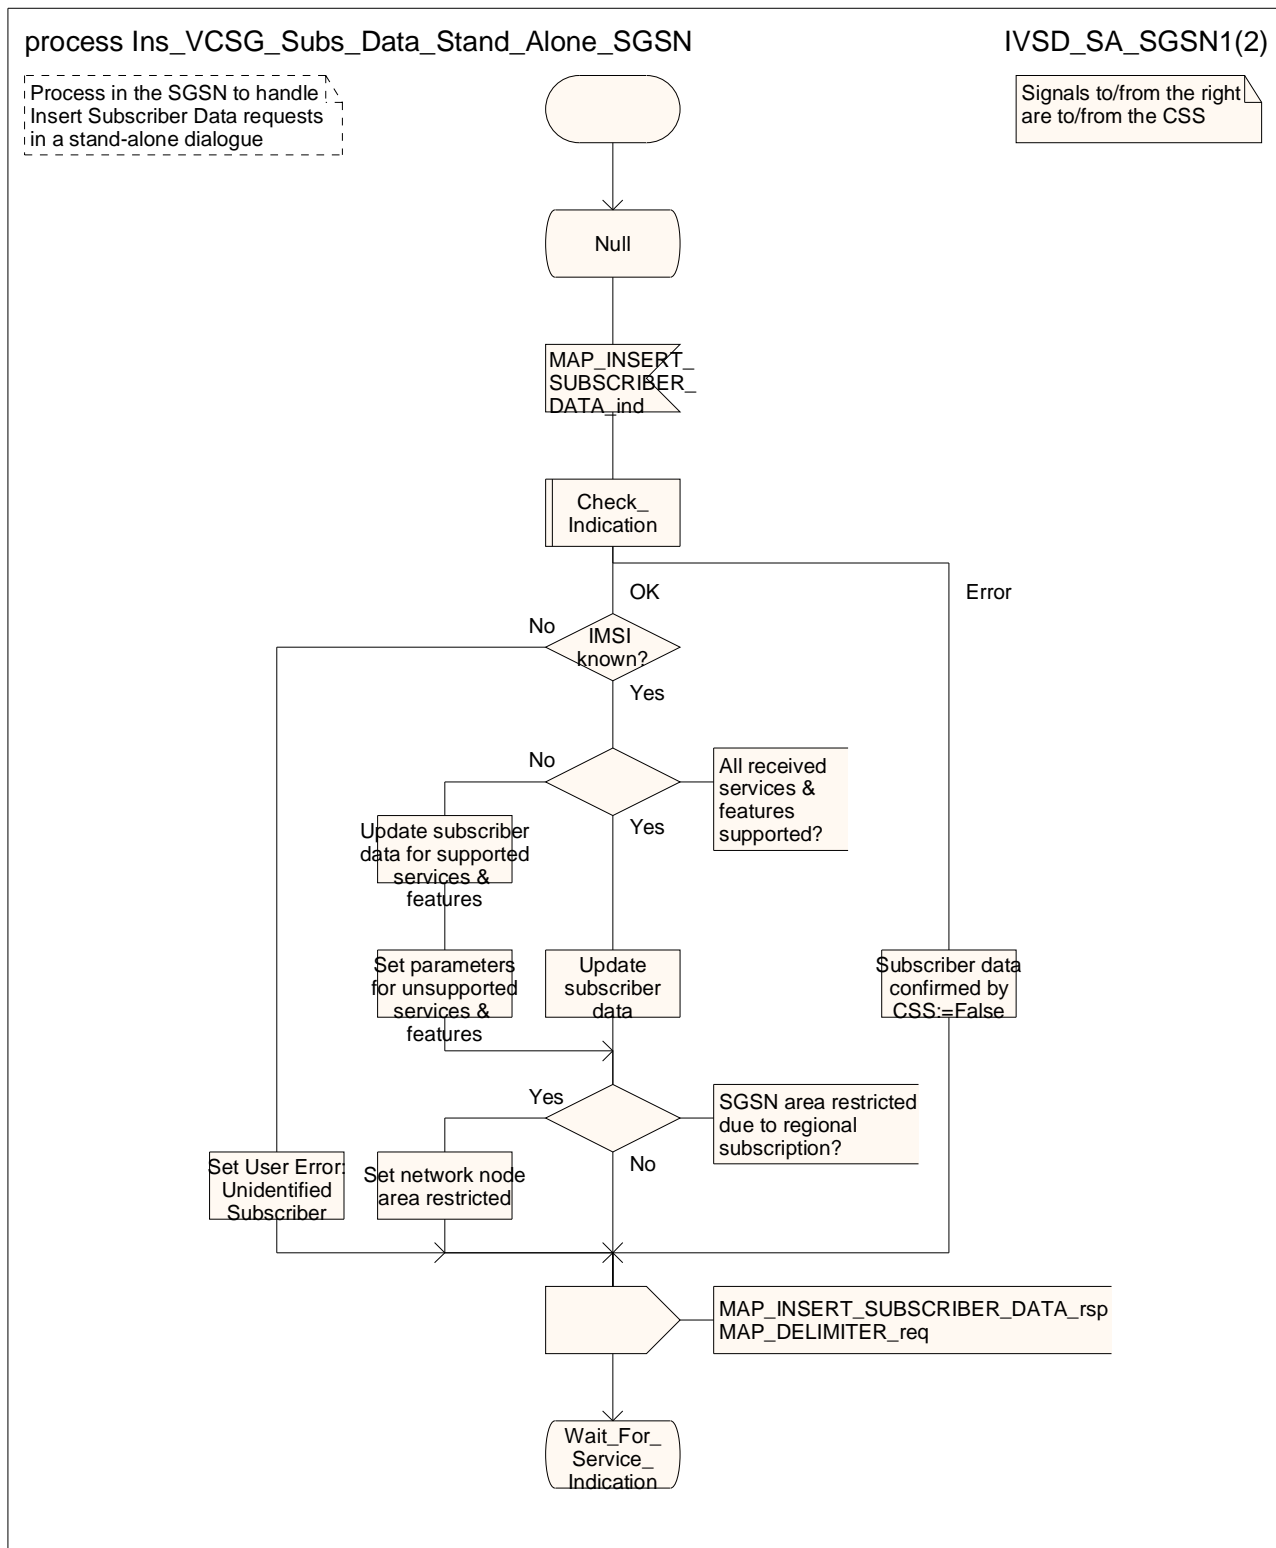 process Ins_VCSG_Subs_Data_Stand_Alone_SGSN
IVSD_SA_SGSN1(2)
Process in the SGSN to handle
Insert Subscriber Data requests
in a stand-alone dialogue
Signals to/from the right
are to/from the CSS
Null
MAP_INSERT_
SUBSCRIBER_
DATA_ind
Check_
Indication
OK
Error
No
IMSI
known?
Yes
No
All received
services &
features
supported?
Yes
Update subscriber
data for supported
services &
features
Set parameters
for unsupported
services &
features
Update
subscriber
data
Subscriber data
confirmed by
CSS:=False
Yes
SGSN area restricted
due to regional
subscription?
No
Set User Error:
Unidentified
Subscriber
Set network node
area restricted
MAP_INSERT_SUBSCRIBER_DATA_rsp
MAP_DELIMITER_req
Wait_For_
Service_
Indication